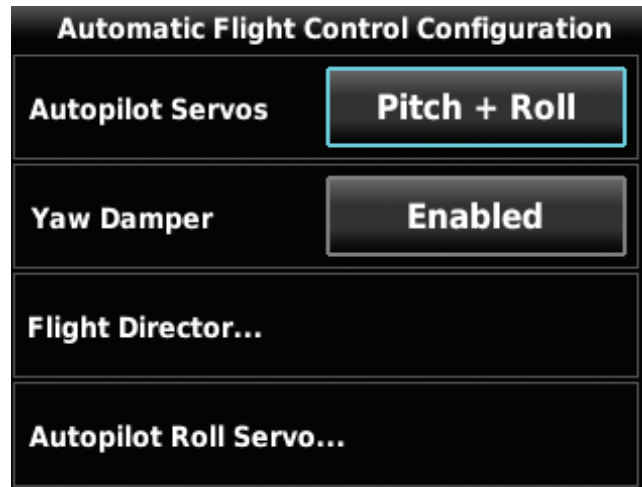 Automatic Flight Control Configuration
Autopilot Servos
Pitch + Roll
Yaw Damper
Enabled
Flight Director...
Autopilot Roll Servo...